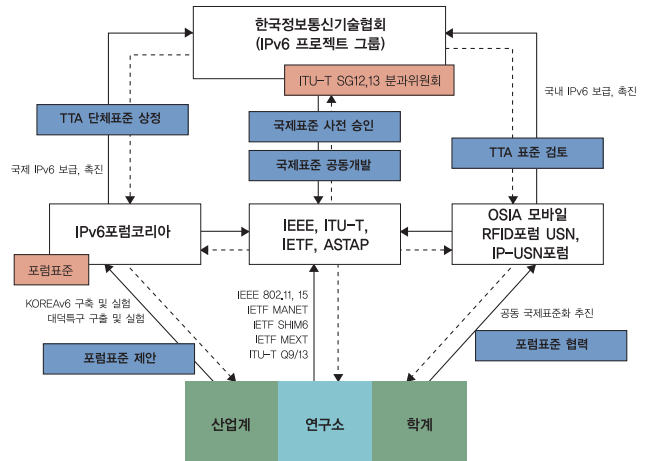 한국정보통신기술협회
(IPv6 프로젝트 그룹)
ITU-T SG12,13 분과위원회
국내 IPv6 보급, 촉진
TTA 단체표준 상정
국제표준 사전 승인
국제 IPv6 보급, 촉진
국제표준 공동개발
TTA 표준 검토
IPv6포럼코리아
IEEE, ITU-T,
IETF, ASTAP
OSIA 모바일
RFID포럼 USN,
IP-USN포럼
포럼표준
KOREAv6 구축 및 실험
대덕특구 구출 및 실험
IEEE 802.11, 15
IETF MANET
IETF SHIM6
IETF MEXT
ITU-T Q9/13
공동 국제표준화 추진
포럼표준 제안
포럼표준 협력
산업계
연구소
학계